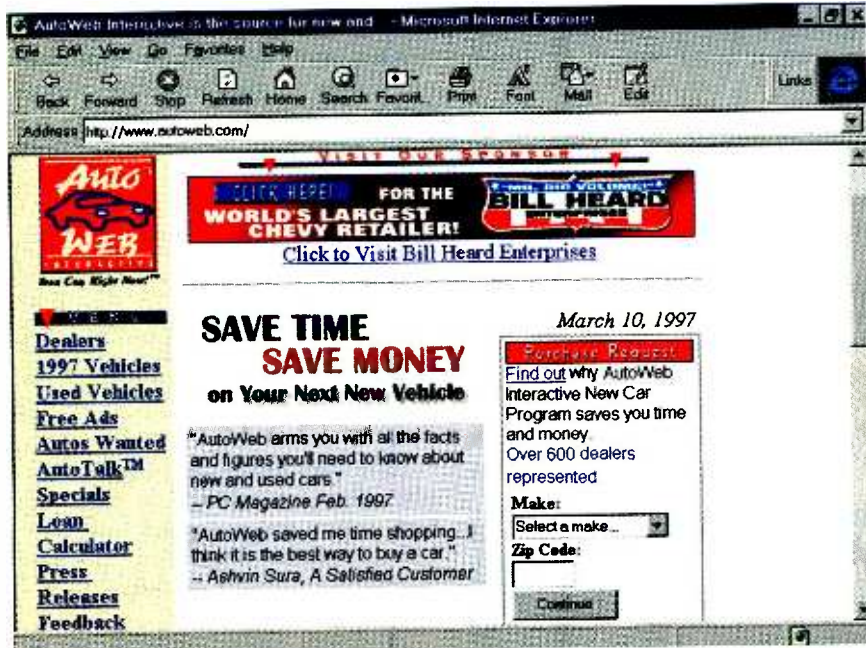 AutoWeb Interactive is the source for new and - Microsoft Internet Explorer
File Edit View Go Favorites Help
Back Forward Stop Refresh Home Search Favorit.. Print Font Mail Edit
Links
Address http://www.autoweb.com/
VISIT OUR SPONSOR
AUTO
WEB
INTERACTIVE
CLICK HERE! FOR THE
WORLD'S LARGEST
CHEVY RETAILER!
BILL HEARD
ENTERPRISES
Click to Visit Bill Heard Enterprises
Dealers
1997 Vehicles
Used Vehicles
Free Ads
Autos Wanted
AutoTalk™
Specials
Loan
Calculator
Press
Releases
Feedback
SAVE TIME
SAVE MONEY
on Your Next New Vehicle
"AutoWeb arms you with all the facts
and figures you'll need to know about
new and used cars."
-- PC Magazine Feb. 1997
"AutoWeb saved me time shopping...I
think it is the best way to buy a car."
-- Ashvin Sura, A Satisfied Customer
March 10, 1997
Purchase Request
Find out why AutoWeb
Interactive New Car
Program saves you time
and money.
Over 600 dealers
represented
Make:
Select a make...
Zip Code:
Continue